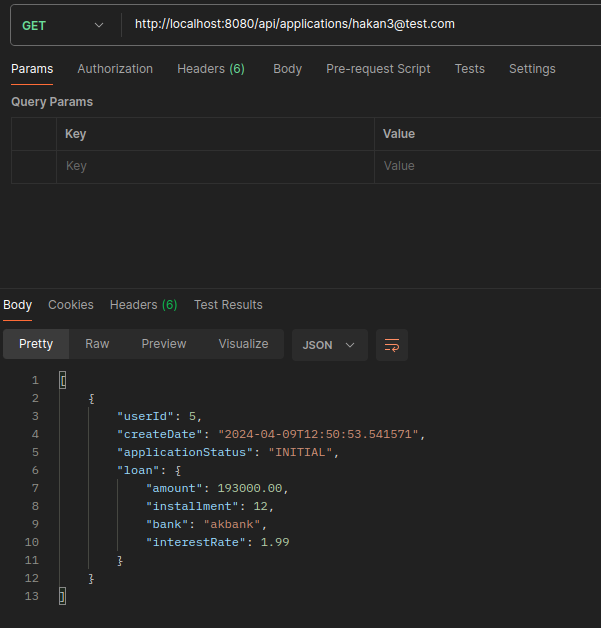 GET http://localhost:8080/api/applications/hakan3@test.com
Params Authorization Headers (6) Body Pre-request Script Tests Settings
Query Params
Key Value
Key Value
Body Cookies Headers (6) Test Results
Pretty Raw Preview Visualize JSON
1 [
2 {
3 "userId": 5,
4 "createDate": "2024-04-09T12:50:53.541571",
5 "applicationStatus": "INITIAL",
6 "loan": {
7 "amount": 193000.00,
8 "installment": 12,
9 "bank": "akbank",
10 "interestRate": 1.99
11 }
12 }
13 ]